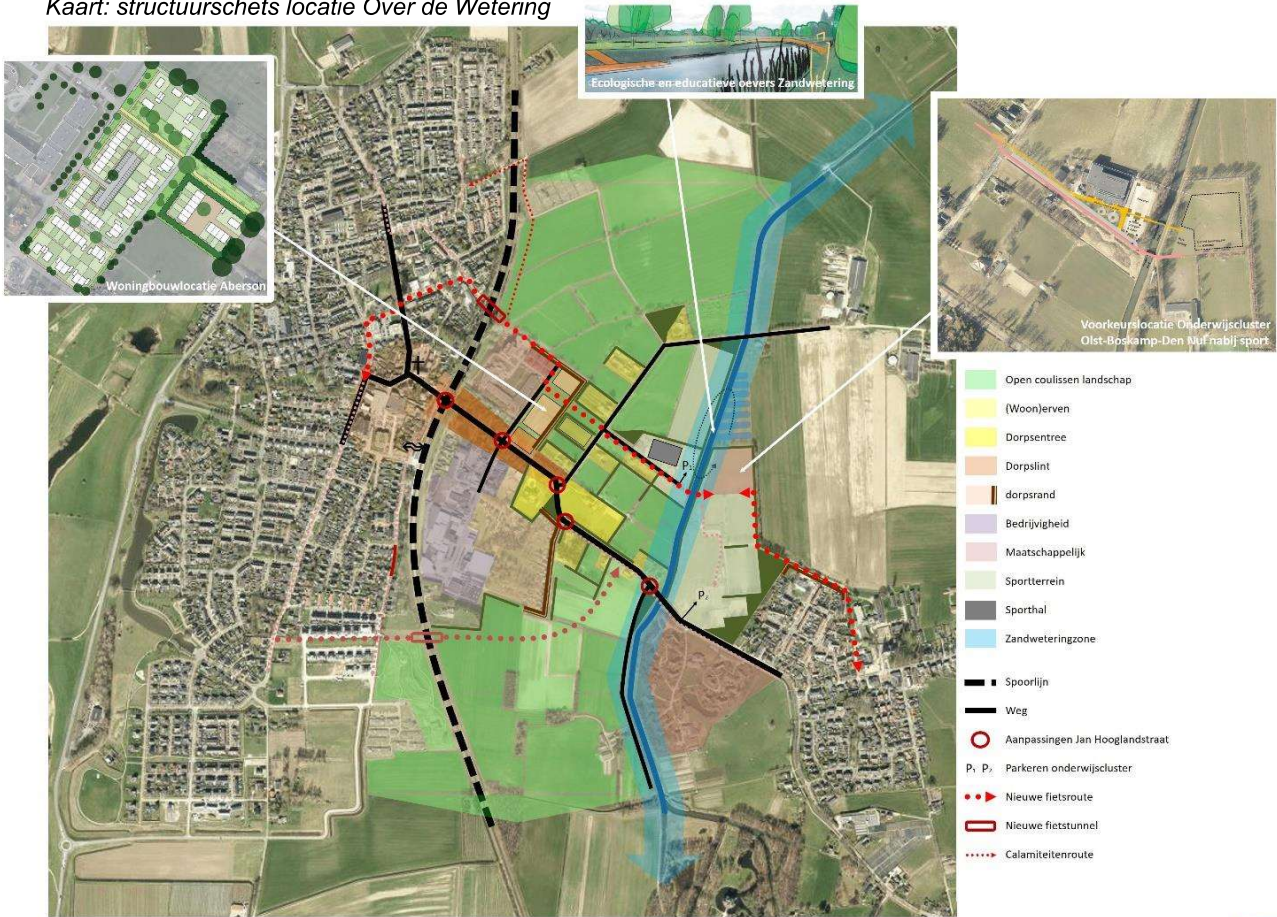 Kaart: structuurschets locatie Over de Wetering
Ecologische en educatieve oevers Zandwetering
Woningbouwlocatie Aberson
Voorkeurslocatie Onderwijscluster
Olst-Boskamp-Den Nul nabij sport
P
P₂
Open coulissen landschap
(Woon)erven
Dorpsentree
Dorpslint
dorpsrand
Bedrijvigheid
Maatschappelijk
Sportterrein
Sporthal
Zandweteringzone
Spoorlijn
Weg
Aanpassingen Jan Hooglandstraat
P₁ P₂ Parkeren onderwijscluster
Nieuwe fietsroute
Nieuwe fietstunnel
Calamiteitenroute